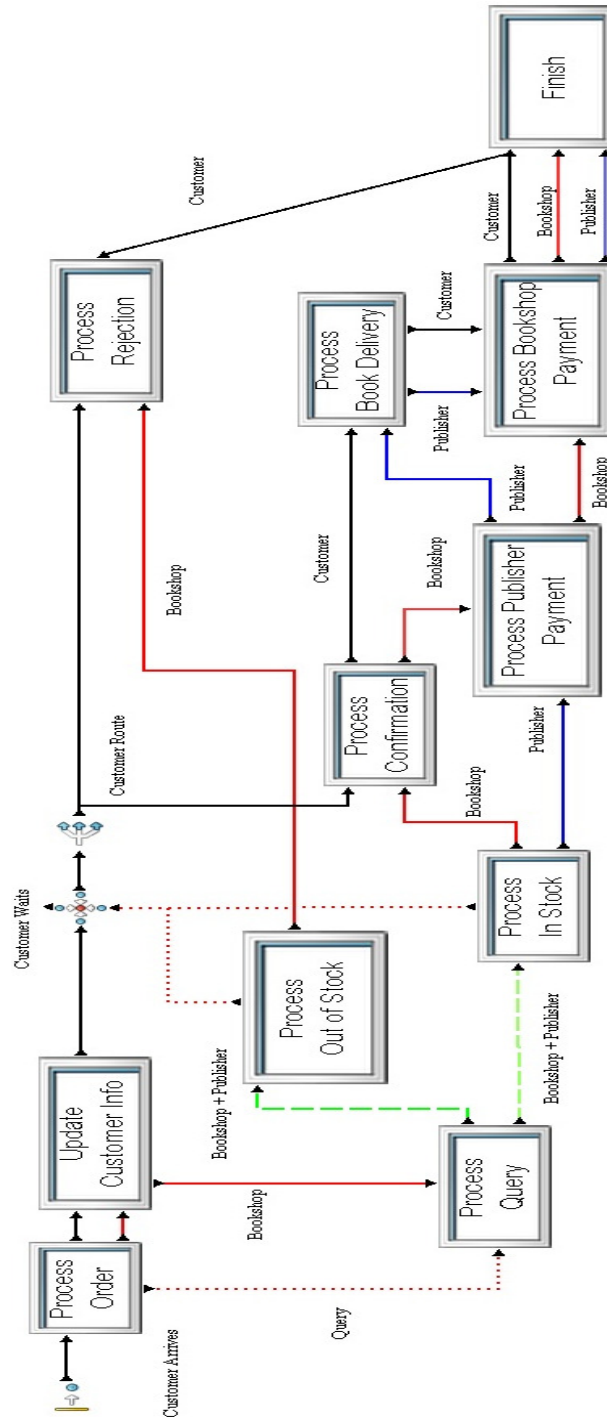 Customer Arrives
Process
Order
Query
Update
Customer Info
Bookshop
Process
Query
Customer Waits
Bookshop + Publisher
Process
Out of Stock
Bookshop + Publisher
Process
In Stock
Customer Route
Bookshop
Publisher
Process
Confirmation
Bookshop
Customer
Bookshop
Process Publisher
Payment
Publisher
Bookshop
Process
Rejection
Process
Book Delivery
Publisher
Customer
Process Bookshop
Payment
Customer
Customer
Bookshop
Publisher
Finish